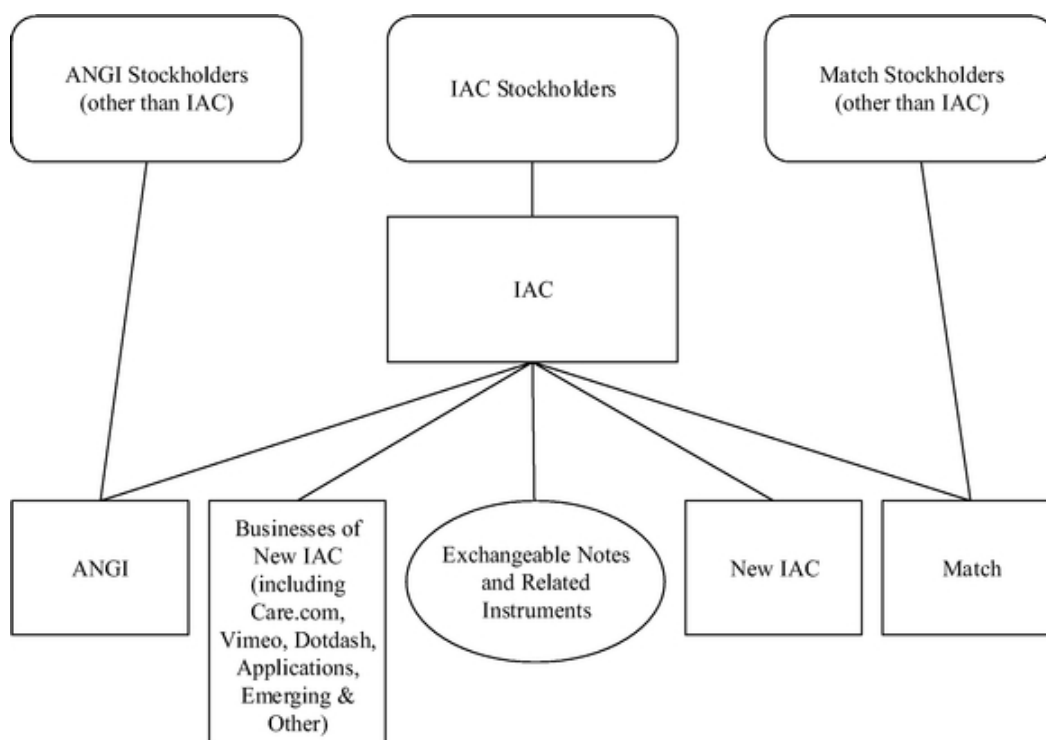 ANGI Stockholders
(other than IAC)
IAC Stockholders
Match Stockholders
(other than IAC)
IAC
ANGI
Businesses of
New IAC
(including
Care.com,
Vimeo, Dotdash,
Applications,
Emerging &
Other)
Exchangeable Notes
and Related
Instruments
New IAC
Match